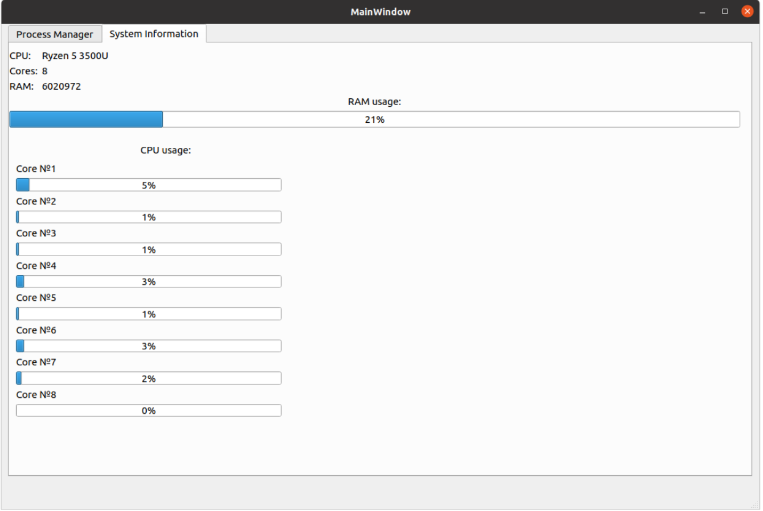 MainWindow
Process Manager System Information
CPU: Ryzen 5 3500U
Cores: 8
RAM: 6020972
RAM usage:
21%
CPU usage:
Core №1
5%
Core №2
1%
Core №3
1%
Core №4
3%
Core №5
1%
Core №6
3%
Core №7
2%
Core №8
0%